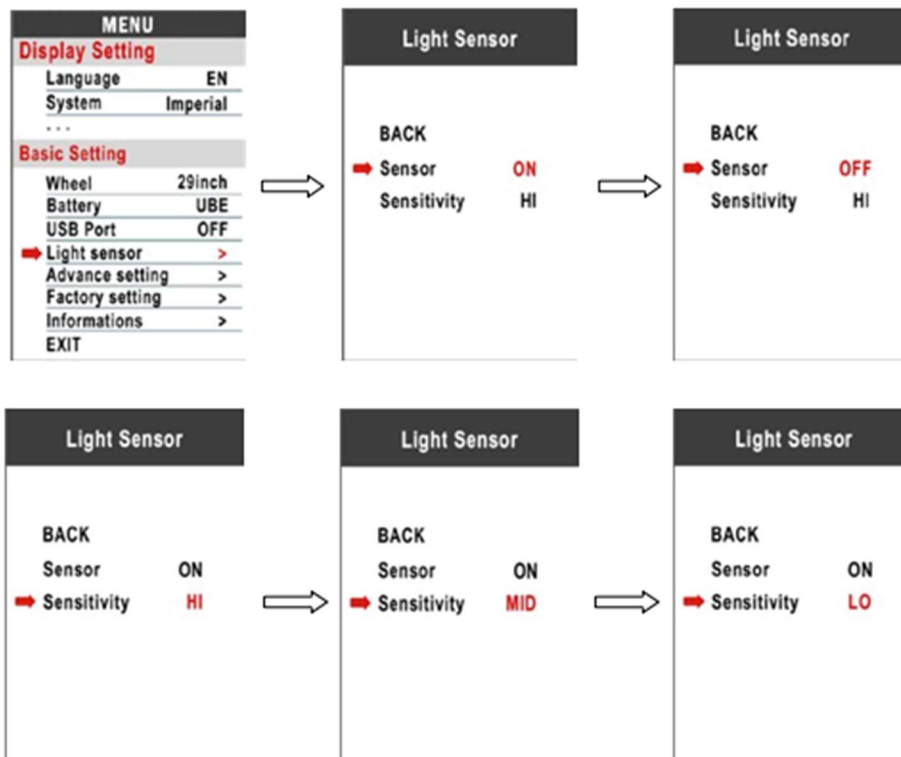 MENU
Display Setting
Language EN
System Imperial
...
Basic Setting
Wheel 29inch
Battery UBE
USB Port OFF
Light sensor >
Advance setting >
Factory setting >
Informations >
EXIT
Light Sensor
BACK
Sensor ON
Sensitivity HI
Light Sensor
BACK
Sensor OFF
Sensitivity HI
Light Sensor
BACK
Sensor ON
Sensitivity HI
Light Sensor
BACK
Sensor ON
Sensitivity MID
Light Sensor
BACK
Sensor ON
Sensitivity LO